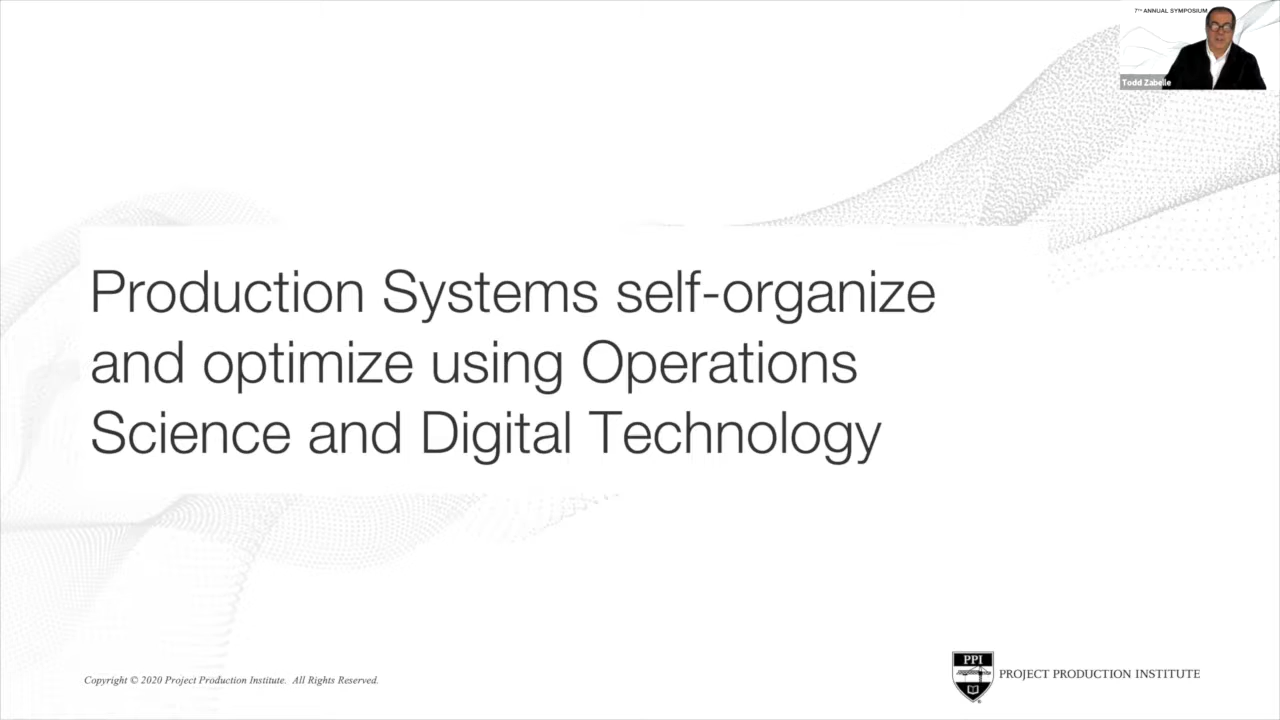 7TH ANNUAL SYMPOSIUM
Todd Zabelle
Production Systems self-organize
and optimize using Operations
Science and Digital Technology
Copyright © 2020 Project Production Institute. All Rights Reserved.
PPI
PROJECT PRODUCTION INSTITUTE